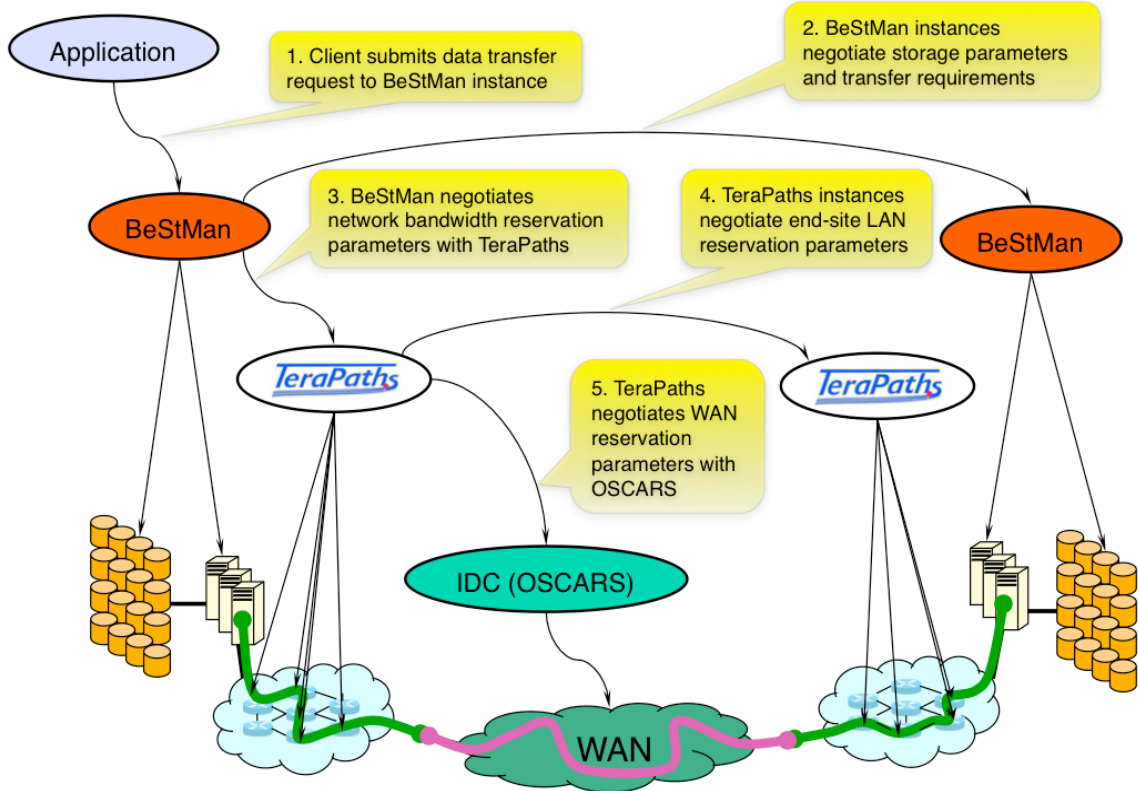 Application
1. Client submits data transfer
request to BeStMan instance
2. BeStMan instances
negotiate storage parameters
and transfer requirements
BeStMan
3. BeStMan negotiates
network bandwidth reservation
parameters with TeraPaths
4. TeraPaths instances
negotiate end-site LAN
reservation parameters
BeStMan
TeraPaths
5. TeraPaths
negotiates WAN
reservation
parameters with
OSCARS
TeraPaths
IDC (OSCARS)
WAN